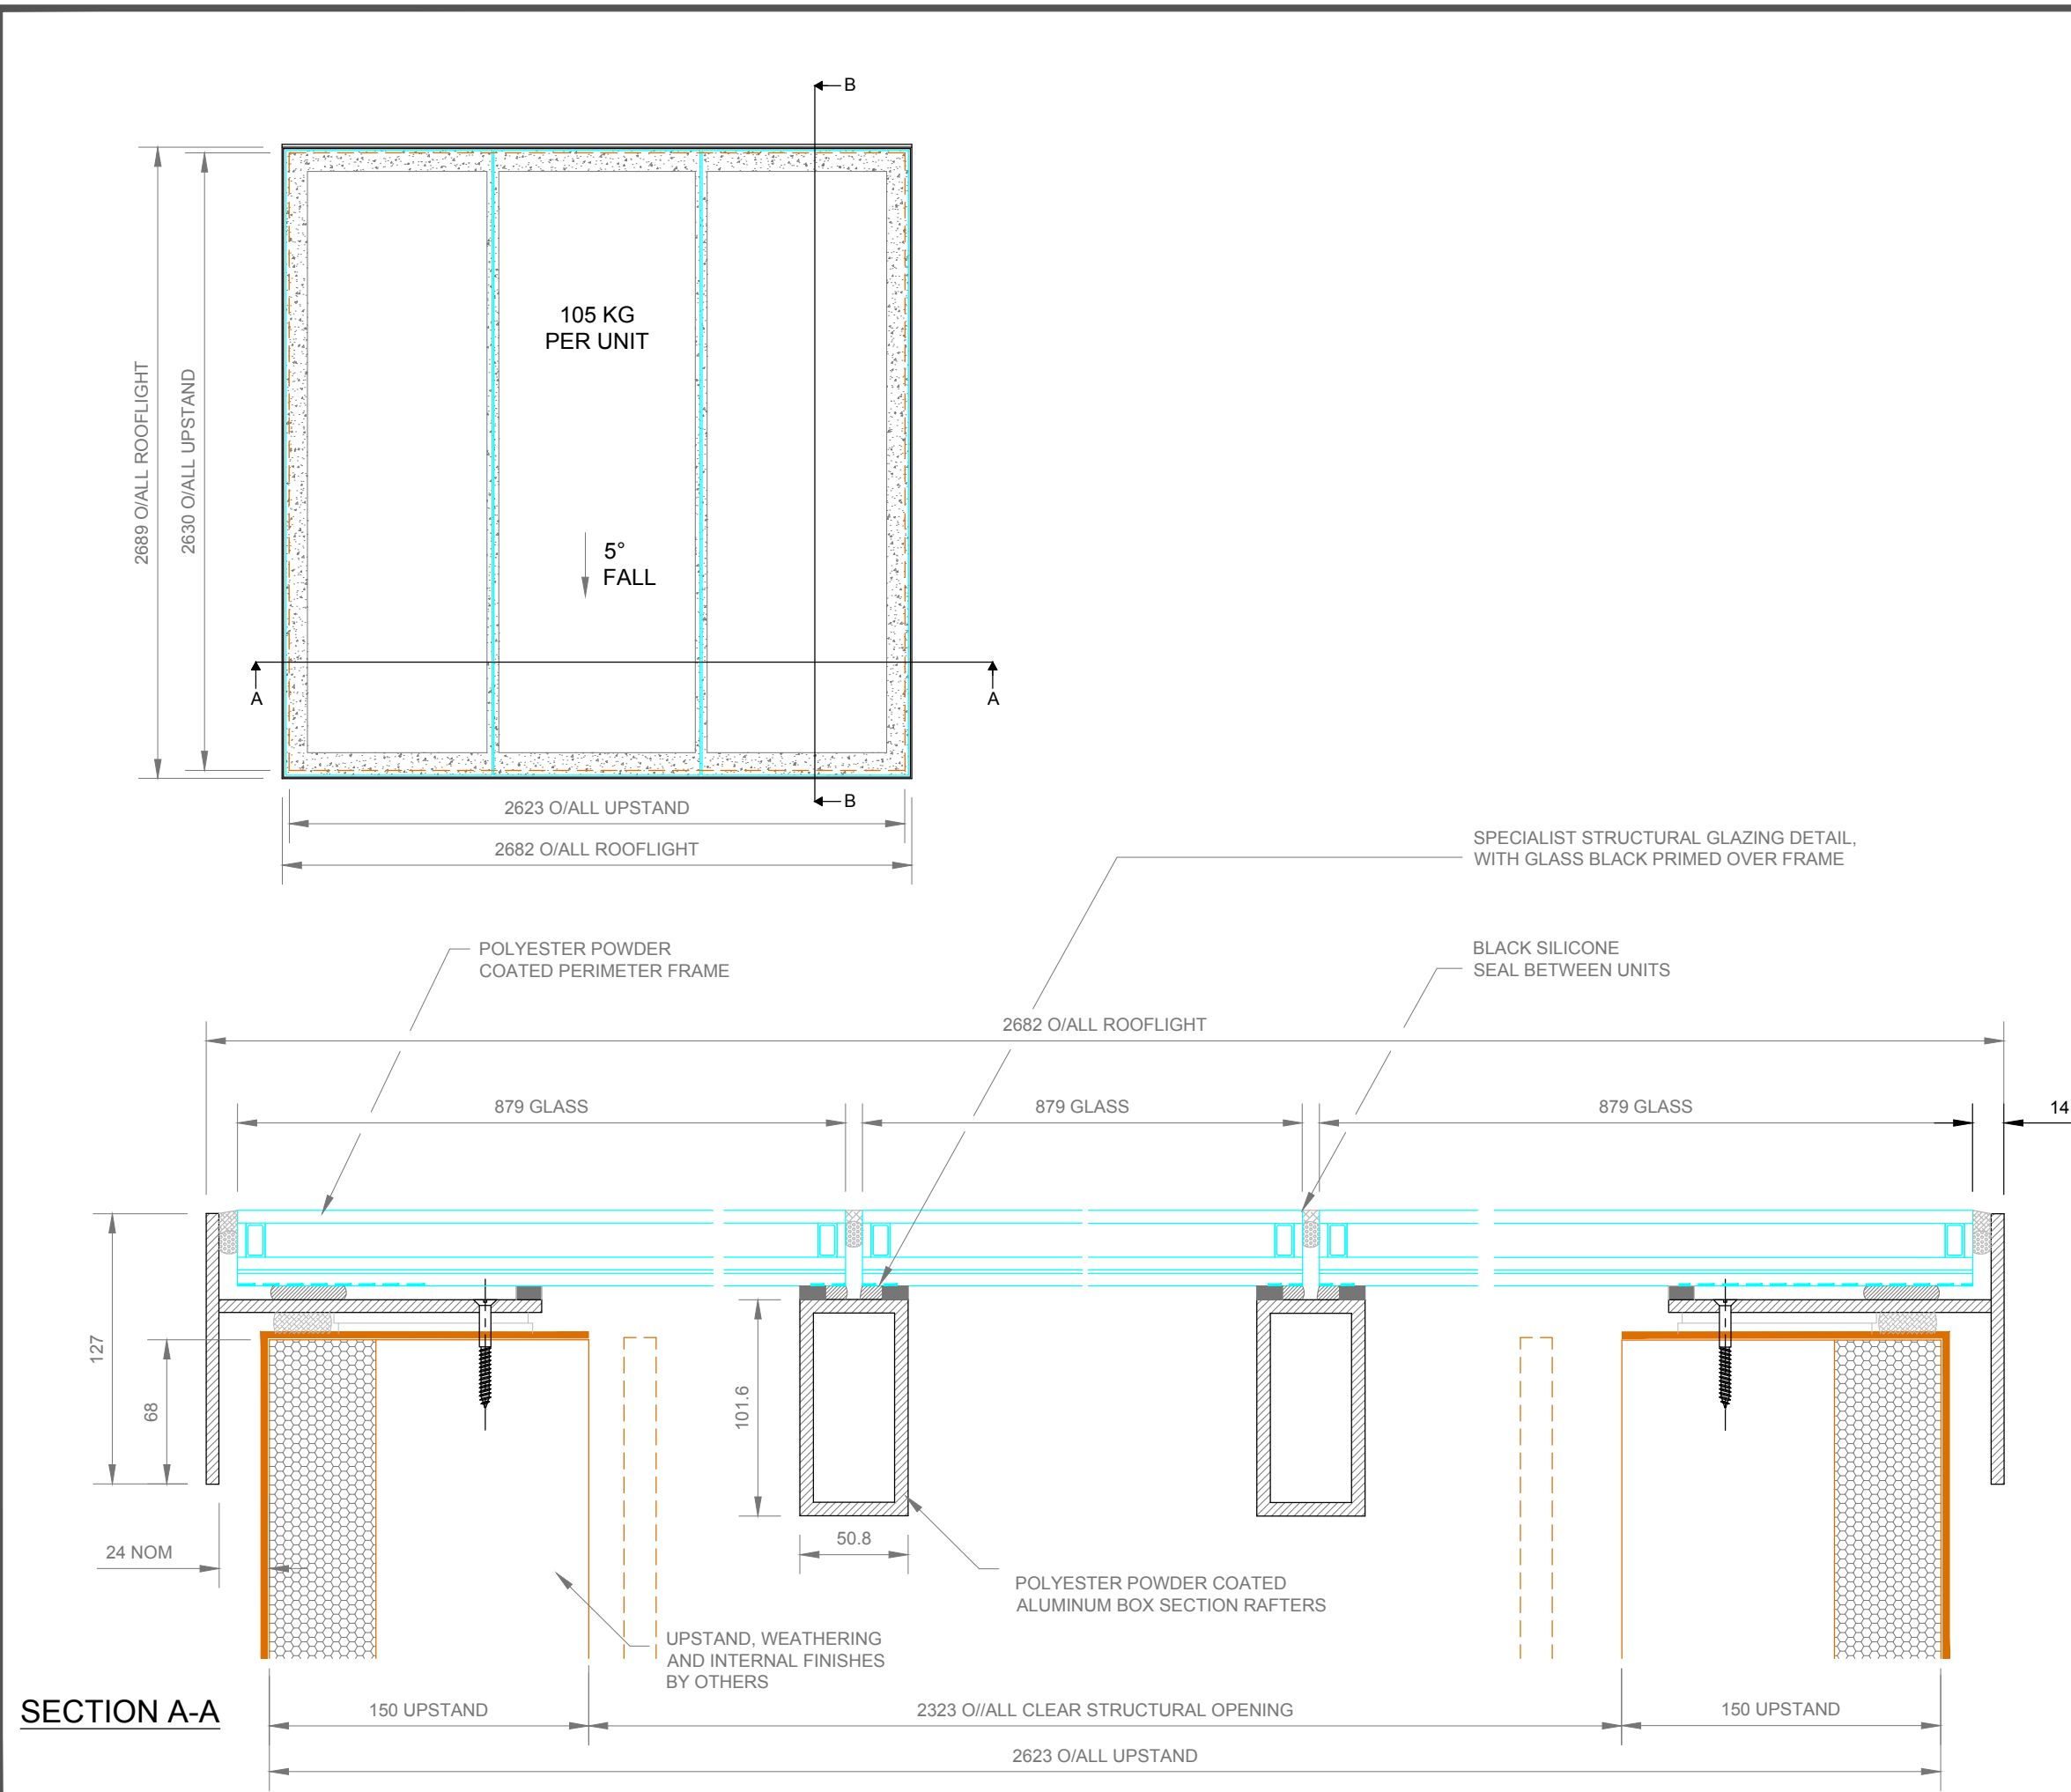 B
2689 O/ALL ROOFLIGHT
2630 O/ALL UPSTAND
105 KG
PER UNIT
5°
FALL
A
A
B
2623 O/ALL UPSTAND
2682 O/ALL ROOFLIGHT
SPECIALIST STRUCTURAL GLAZING DETAIL,
WITH GLASS BLACK PRIMED OVER FRAME
POLYESTER POWDER
COATED PERIMETER FRAME
BLACK SILICONE
SEAL BETWEEN UNITS
2682 O/ALL ROOFLIGHT
879 GLASS
879 GLASS
879 GLASS
14
127
68
101.6
24 NOM
50.8
POLYESTER POWDER COATED
ALUMINUM BOX SECTION RAFTERS
UPSTAND, WEATHERING
AND INTERNAL FINISHES
BY OTHERS
SECTION A-A
150 UPSTAND
2323 O//ALL CLEAR STRUCTURAL OPENING
150 UPSTAND
2623 O/ALL UPSTAND